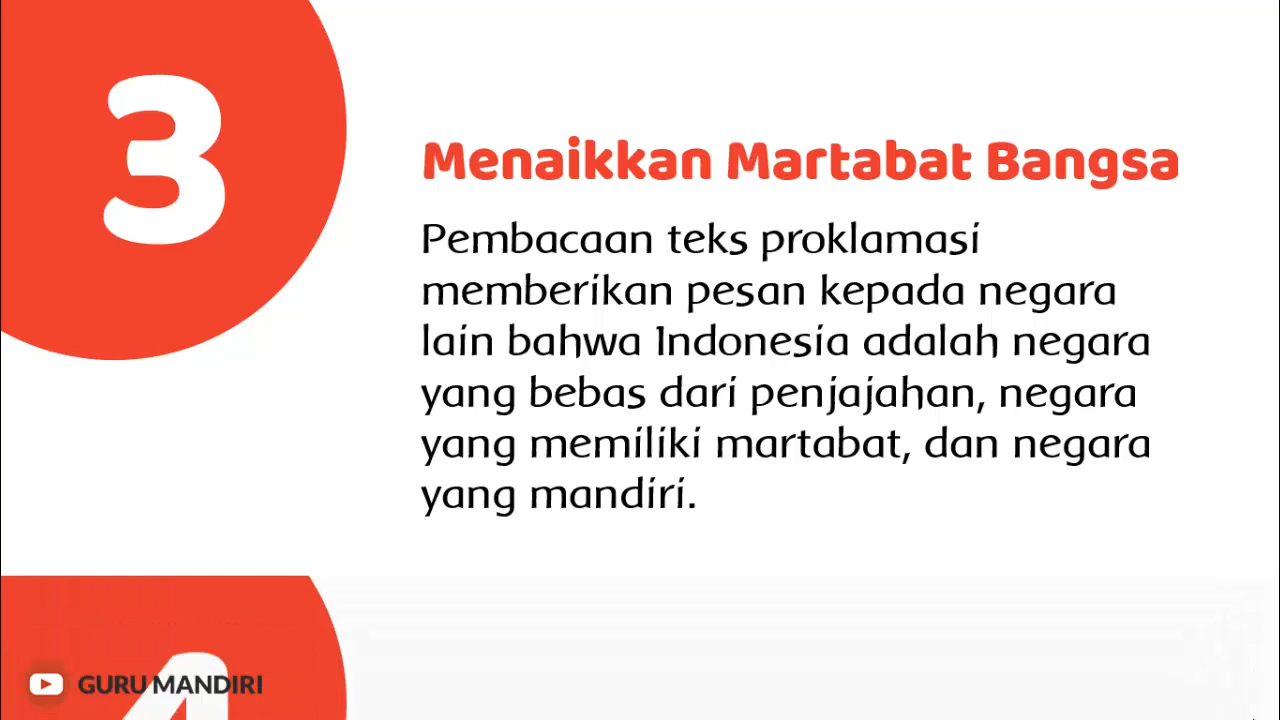 3
Menaikkan Martabat Bangsa
Pembacaan teks proklamasi
memberikan pesan kepada negara
lain bahwa Indonesia adalah negara
yang bebas dari penjajahan, negara
yang memiliki martabat, dan negara
yang mandiri.
4
GURU MANDIRI